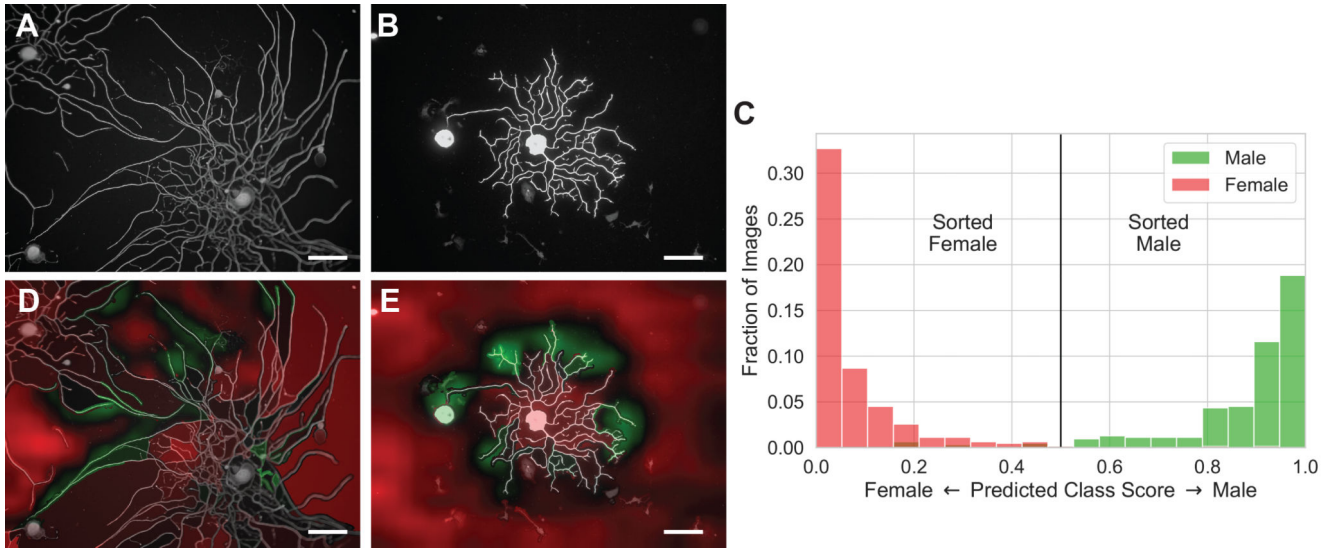 A
B
C
D
E
Male
Female
Sorted
Female
Sorted
Male
Fraction of Images
0.30
0.25
0.20
0.15
0.10
0.05
0.00
0.0 0.2 0.4 0.6 0.8 1.0
Female ← Predicted Class Score → Male